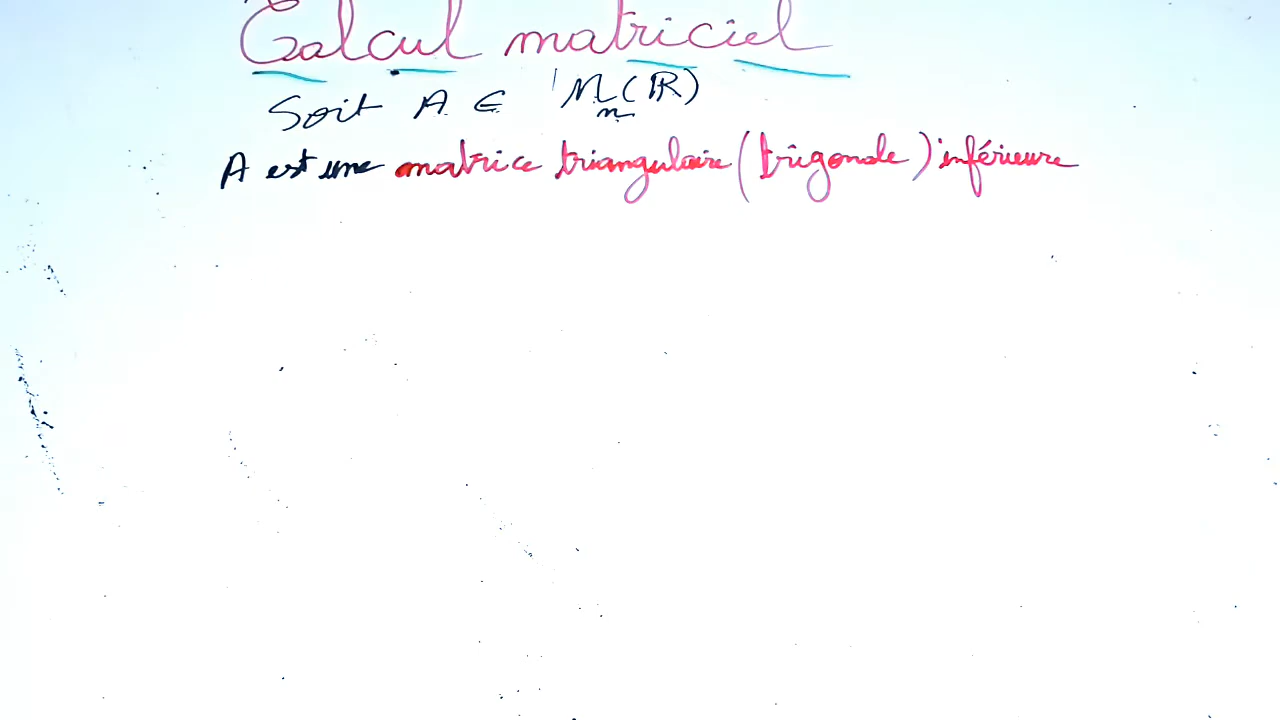 Calcul matriciel
Soit A ∈ Mn(ℝ)
A est une matrice triangulaire (trigonale) inférieure